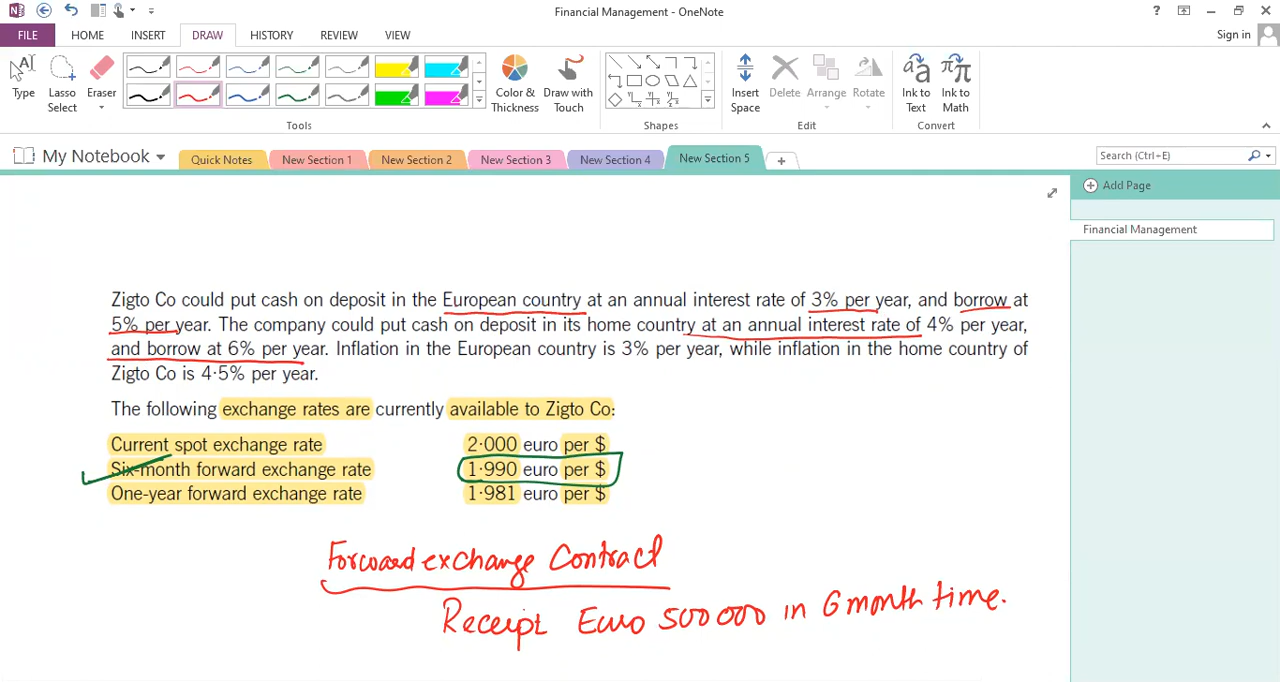 Financial Management - OneNote
?
FILE HOME INSERT DRAW HISTORY REVIEW VIEW
Sign in
Type
Lasso Select
Eraser
Color & Thickness
Draw with Touch
Insert Space
Delete
Arrange
Rotate
Ink to Text
Ink to Math
Tools
Shapes
Edit
Convert
My Notebook
Quick Notes
New Section 1
New Section 2
New Section 3
New Section 4
New Section 5
Search (Ctrl+E)
Add Page
Financial Management
Zigto Co could put cash on deposit in the European country at an annual interest rate of 3% per year, and borrow at
5% per year. The company could put cash on deposit in its home country at an annual interest rate of 4% per year,
and borrow at 6% per year. Inflation in the European country is 3% per year, while inflation in the home country of
Zigto Co is 4·5% per year.
The following exchange rates are currently available to Zigto Co:
Current spot exchange rate 2·000 euro per $
Six-month forward exchange rate 1·990 euro per $
One-year forward exchange rate 1·981 euro per $
Forward exchange Contract
Receipt Euro 500 000 in 6 month time.